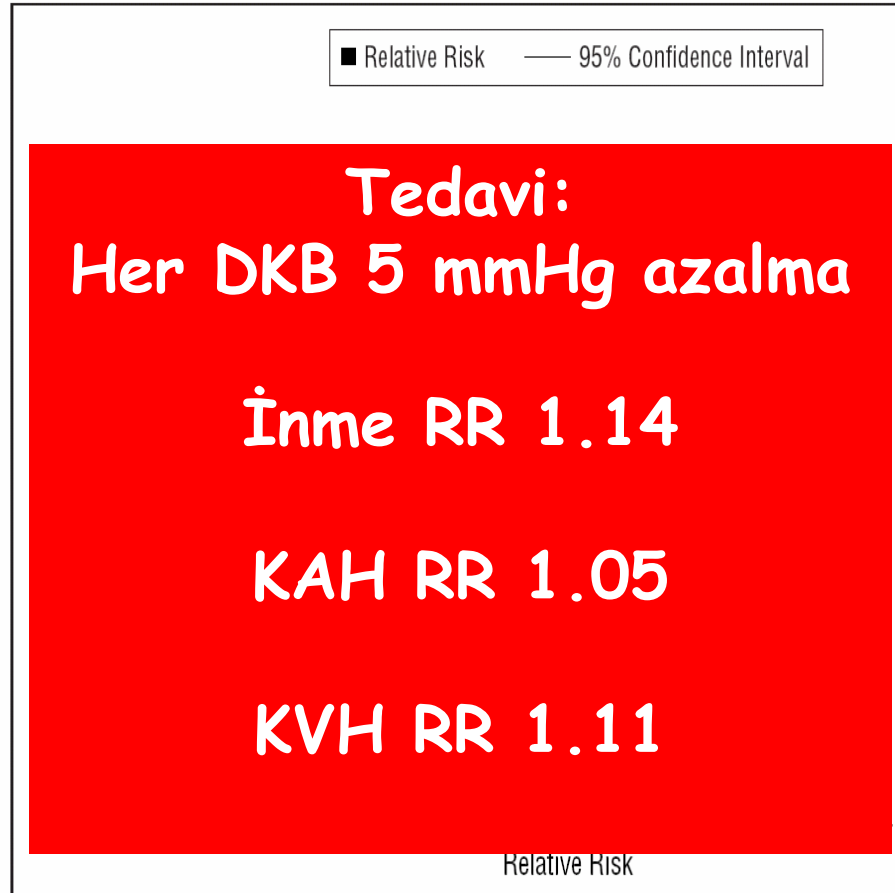 Relative Risk 95% Confidence Interval
Tedavi:
Her DKB 5 mmHg azalma
İnme RR 1.14
KAH RR 1.05
KVH RR 1.11
Relative Risk